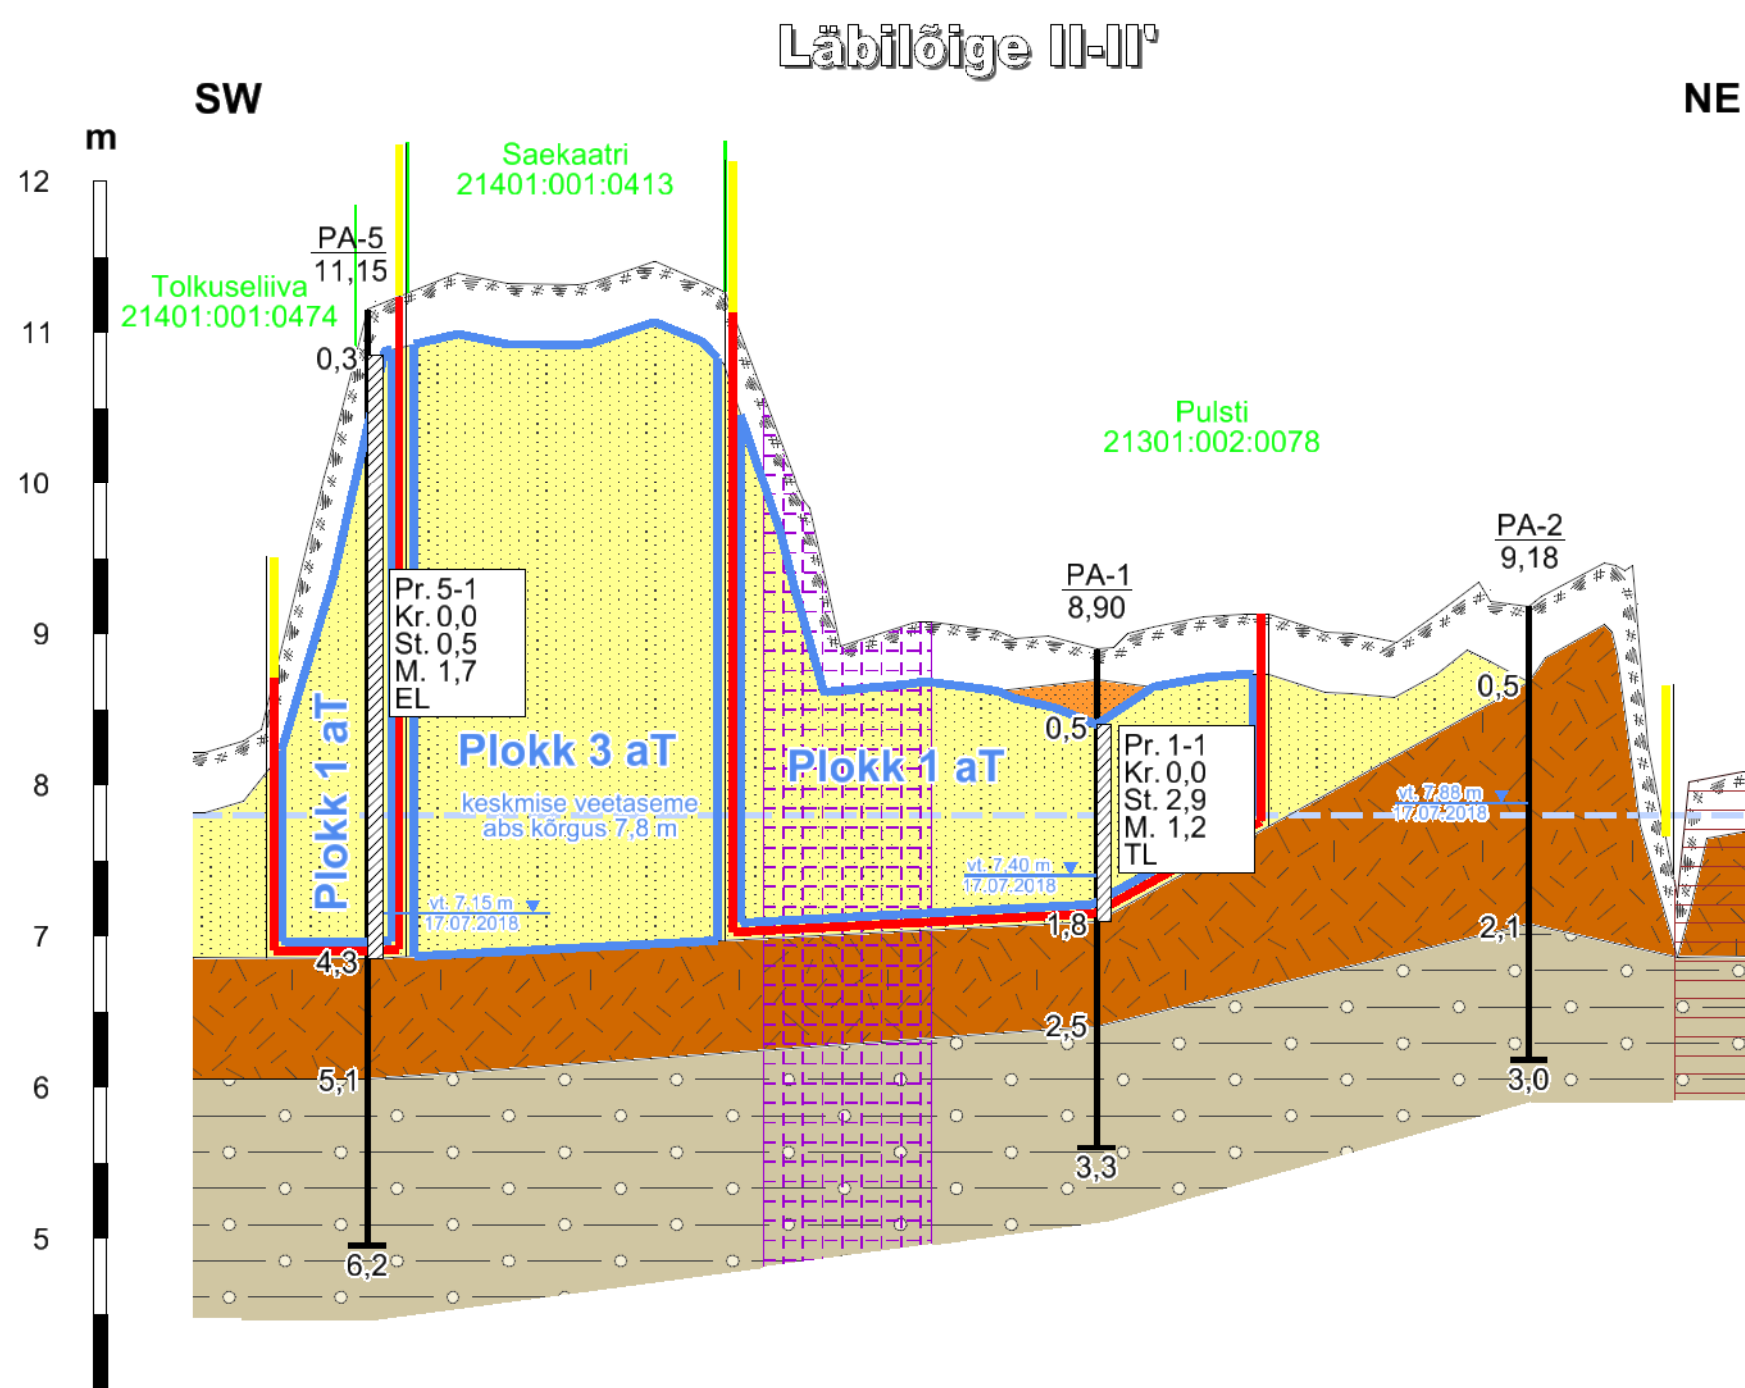 Läbilõige II-II'
SW
NE
m
12
11
10
9
8
7
6
5
Saekaatri
21401:001:0413
PA-5
11,15
Tolkuseliiva
21401:001:0474
0,3
Pulsti
21301:002:0078
PA-2
9,18
PA-1
8,90
Pr. 5-1
Kr. 0,0
St. 0,5
M. 1,7
EL
Plokk 1 aT
Plokk 3 aT
keskmise veetaseme
abs kõrgus 7,8 m
Plokk 1 aT
0,5
Pr. 1-1
Kr. 0,0
St. 2,9
M. 1,2
TL
0,5
vt. 7,88 m
17.07.2018
vt. 7,40 m
17.07.2018
vt. 7,15 m
17.07.2018
1,8
2,1
4,3
2,5
5,1
3,0
3,3
6,2